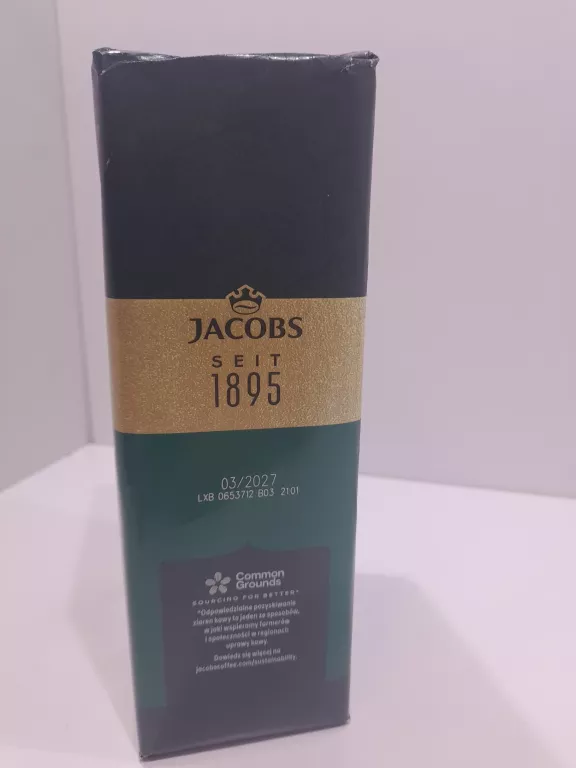 JACOBS
SEIT
1895
03/2027
LXB 0653712 B03 2101
Common
Grounds
SOURCING FOR BETTER*
*Odpowiedzialne pozyskiwanie
ziaren kawy to jeden ze sposobów,
w jaki wspieramy farmerów
i społeczności w regionach
uprawy kawy.
Dowiedz się więcej na
jacobscoffee.com/sustainability.